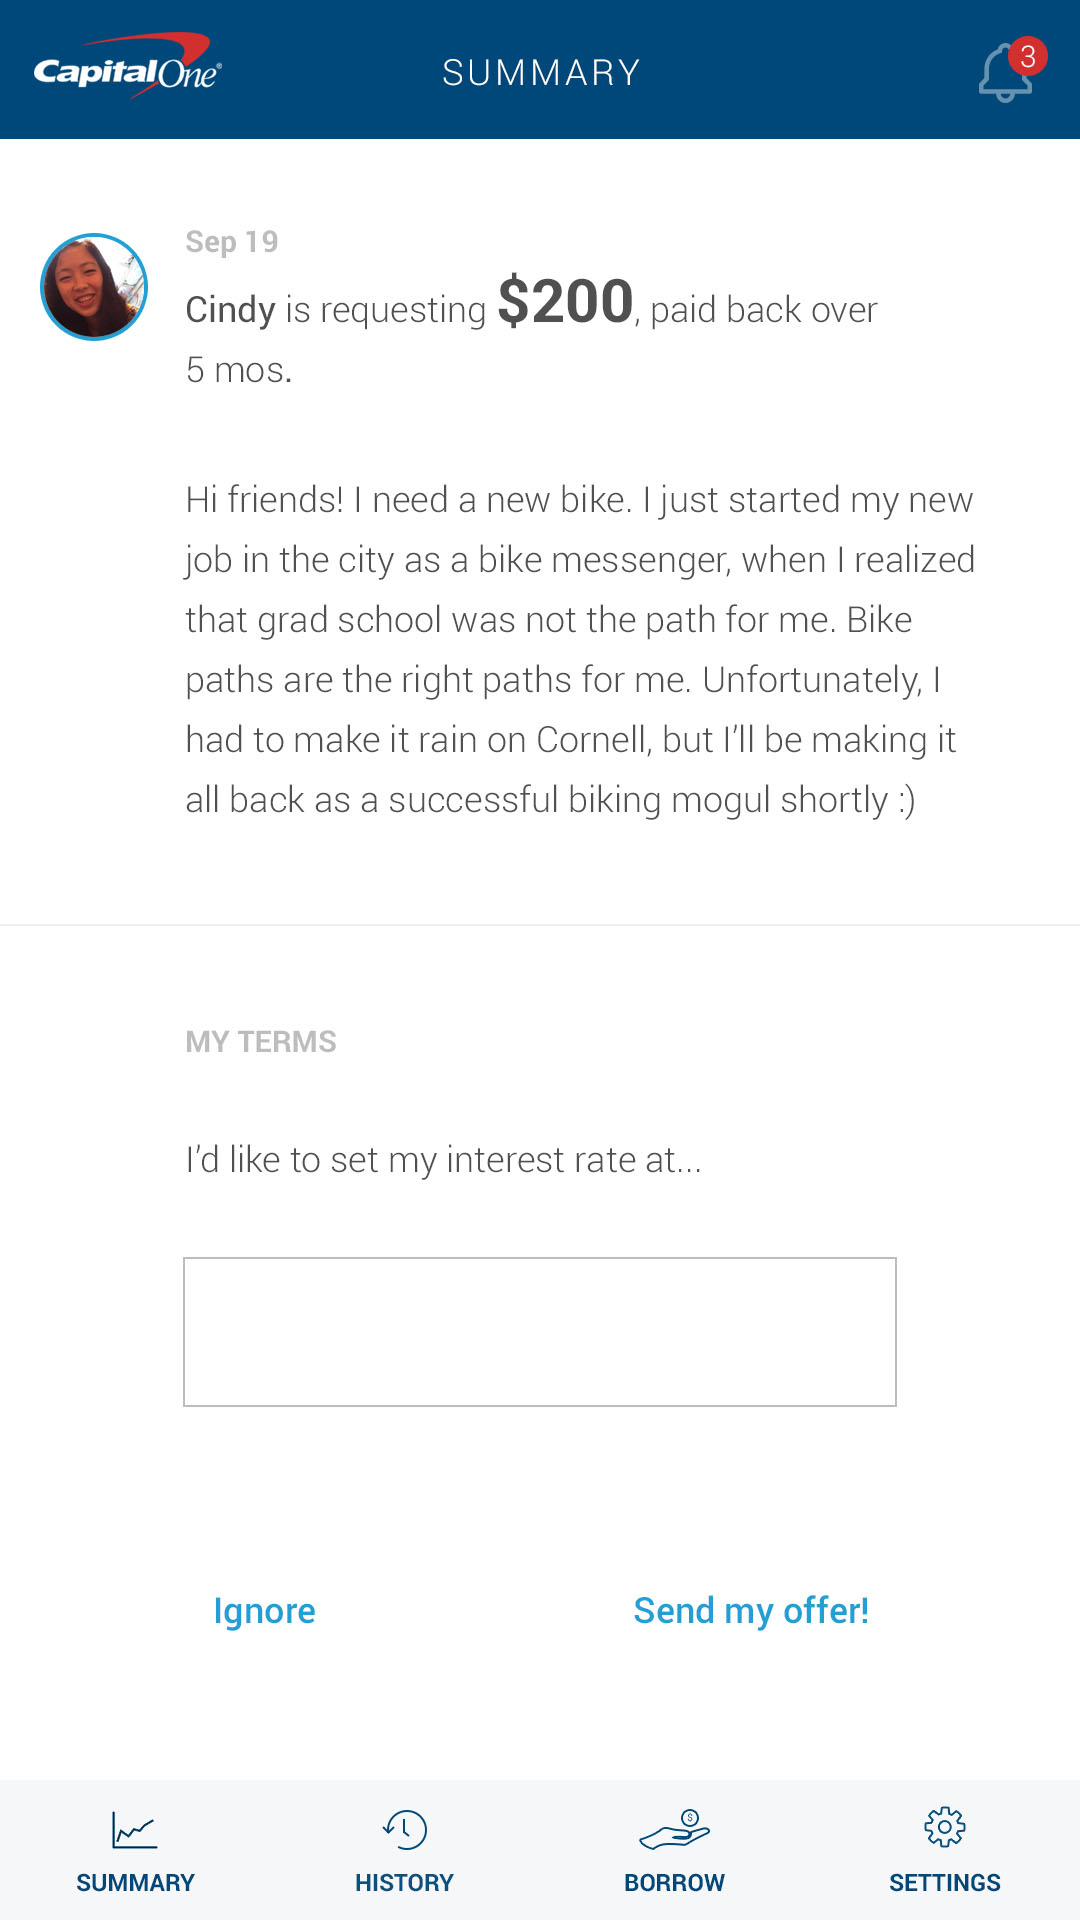 CapitalOne®
SUMMARY
3
Sep 19
Cindy is requesting $200, paid back over
5 mos.
Hi friends! I need a new bike. I just started my new
job in the city as a bike messenger, when I realized
that grad school was not the path for me. Bike
paths are the right paths for me. Unfortunately, I
had to make it rain on Cornell, but I’ll be making it
all back as a successful biking mogul shortly :)
MY TERMS
I’d like to set my interest rate at...
Ignore
Send my offer!
$
SUMMARY
HISTORY
BORROW
SETTINGS